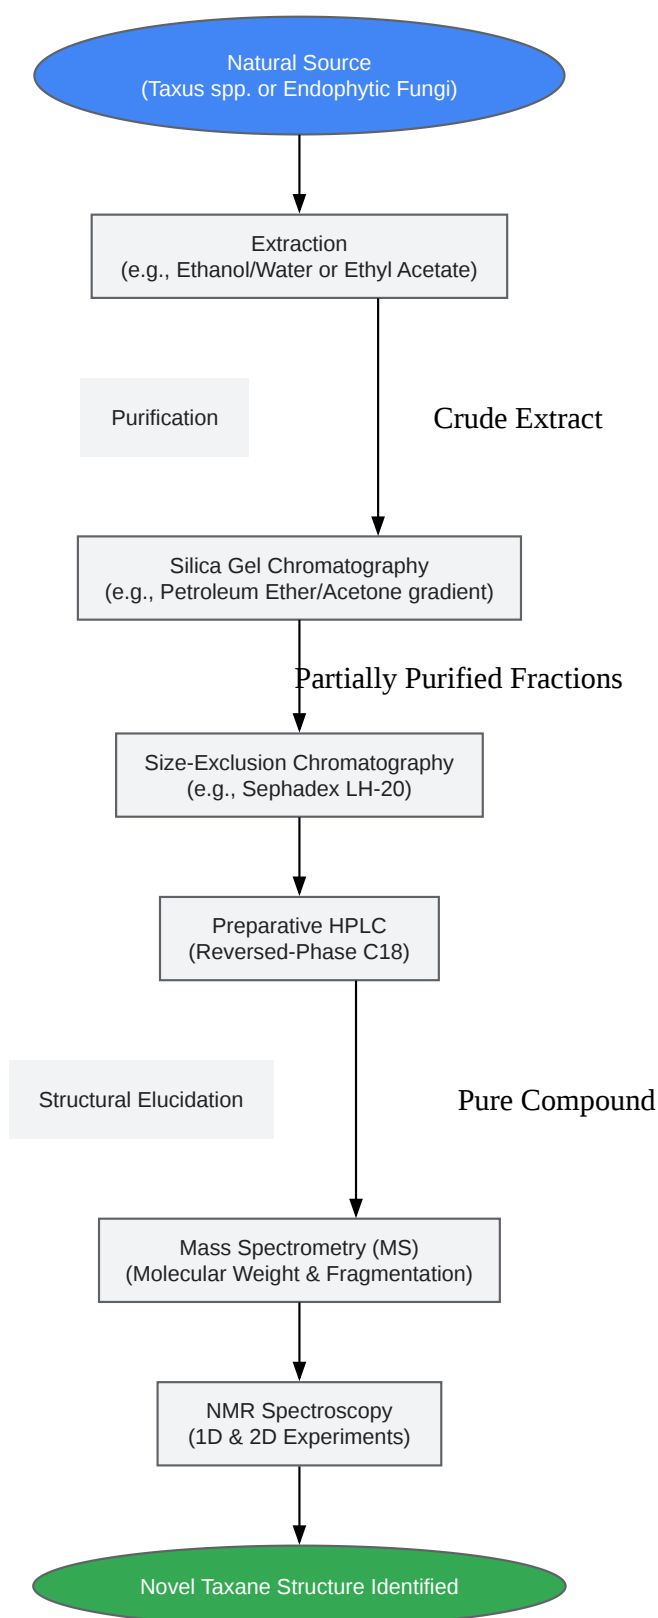 Natural Source
(Taxus spp. or Endophytic Fungi)
Extraction
(e.g., Ethanol/Water or Ethyl Acetate)
Purification
Crude Extract
Silica Gel Chromatography
(e.g., Petroleum Ether/Acetone gradient)
Partially Purified Fractions
Size-Exclusion Chromatography
(e.g., Sephadex LH-20)
Preparative HPLC
(Reversed-Phase C18)
Structural Elucidation
Pure Compound
Mass Spectrometry (MS)
(Molecular Weight & Fragmentation)
NMR Spectroscopy
(1D & 2D Experiments)
Novel Taxane Structure Identified